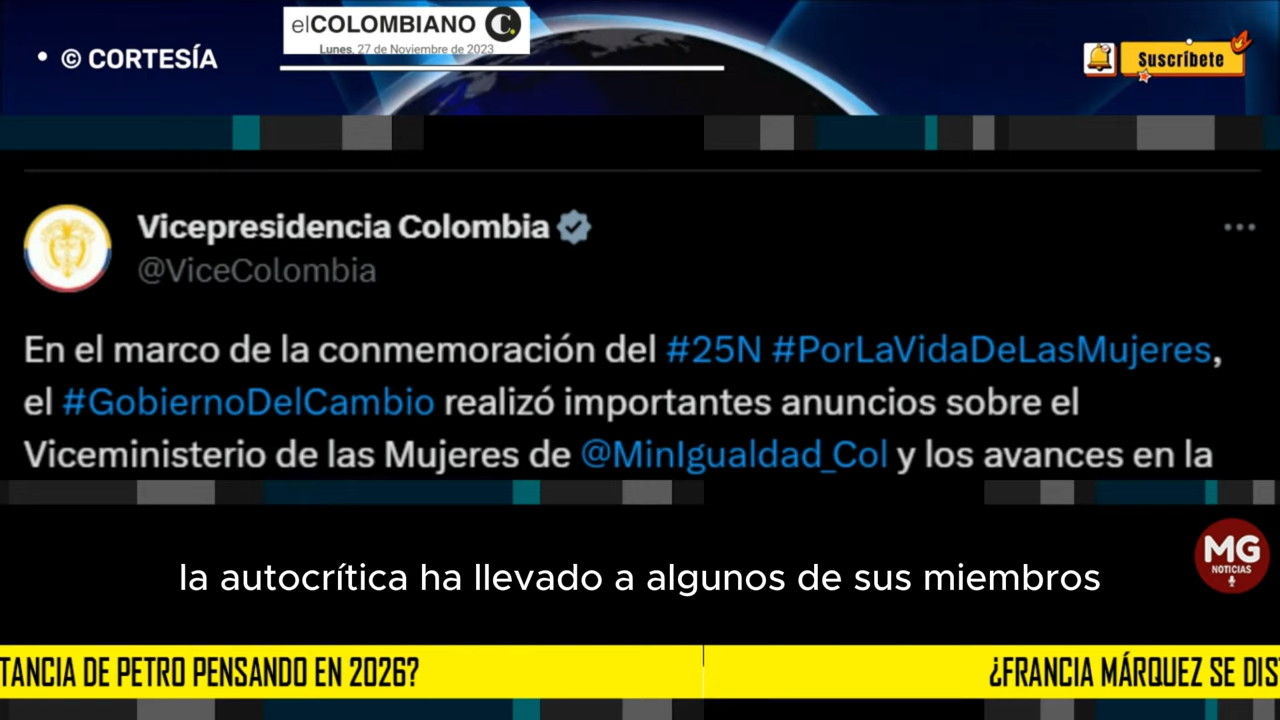 elCOLOMBIANO C.
Lunes, 27 de Noviembre de 2023
• © CORTESÍA
Suscríbete
Vicepresidencia Colombia
@ViceColombia
En el marco de la conmemoración del #25N #PorLaVidaDeLasMujeres,
el #GobiernoDelCambio realizó importantes anuncios sobre el
Viceministerio de las Mujeres de @MinIgualdad_Col y los avances en la
MG
NOTICIAS
la autocrítica ha llevado a algunos de sus miembros
TANCIA DE PETRO PENSANDO EN 2026? ¿FRANCIA MÁRQUEZ SE DIS